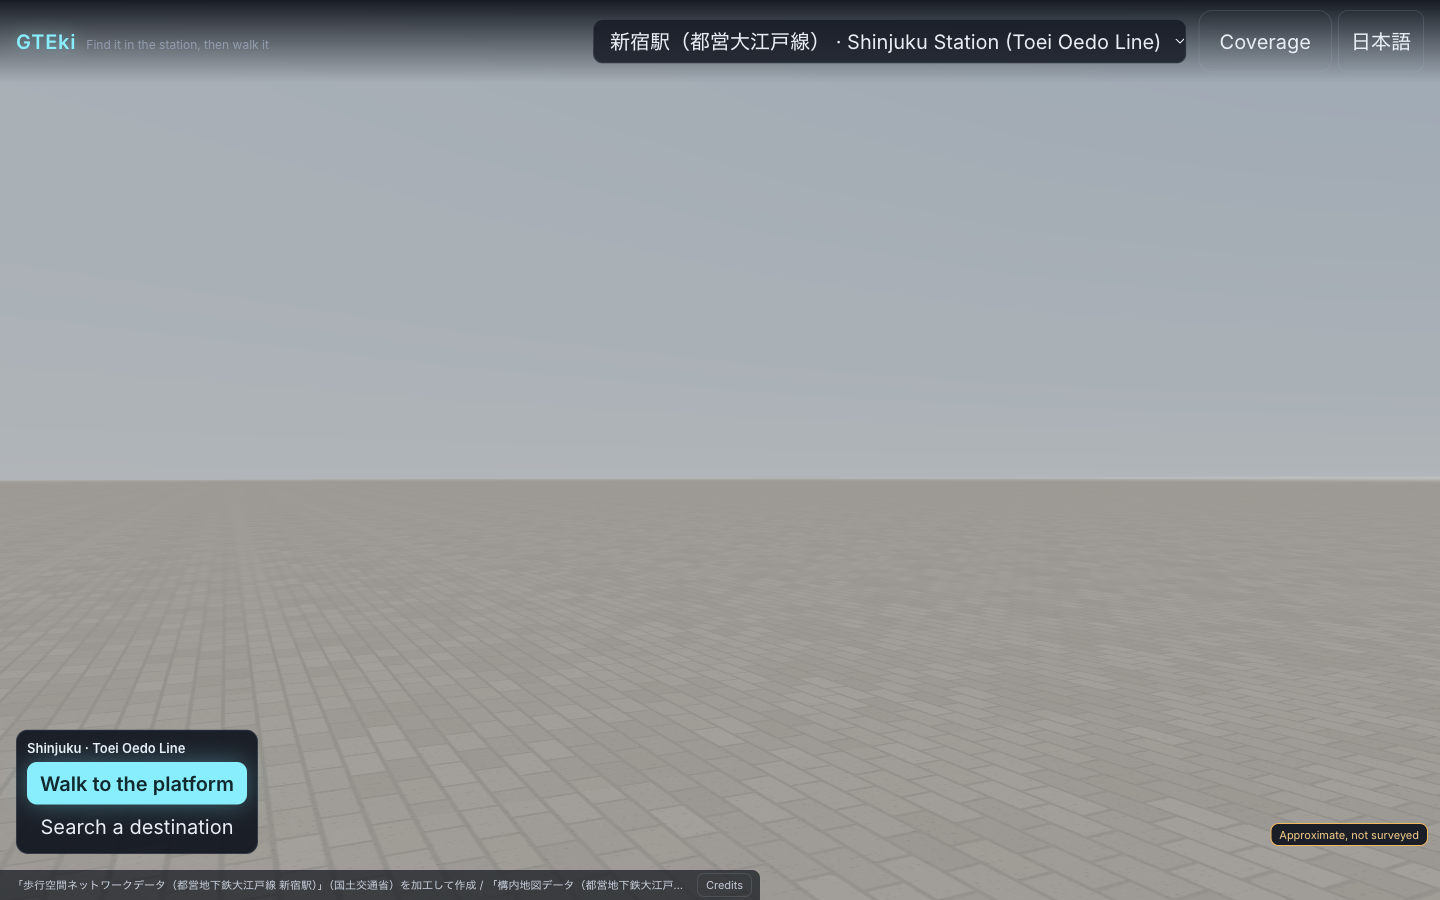 GTEki Find it in the station, then walk it
新宿駅（都営大江戸線） · Shinjuku Station (Toei Oedo Line)
Coverage
日本語
Shinjuku · Toei Oedo Line
Walk to the platform
Search a destination
Approximate, not surveyed
「歩行空間ネットワークデータ（都営地下鉄大江戸線 新宿駅）」（国土交通省）を加工して作成 / 「構内地図データ（都営地下鉄大江戸...
Credits